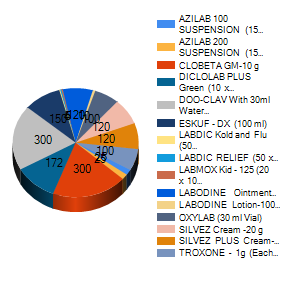 6
120
100
120
120
100
25
300
172
300
150
AZILAB 100
SUSPENSION (15...
AZILAB 200
SUSPENSION (15...
CLOBETA GM-10 g
DICLOLAB PLUS
Green (10 x...
DOO-CLAV With 30ml
Water...
ESKUF - DX (100 ml)
LABDIC Kold and Flu
(50...
LABDIC RELIEF (50 x...
LABMOX Kid - 125 (20
x 10...
LABODINE Ointment...
LABODINE Lotion-100...
OXYLAB (30 ml Vial)
SILVEZ Cream -20 g
SILVEZ PLUS Cream-...
TROXONE - 1g (Each...